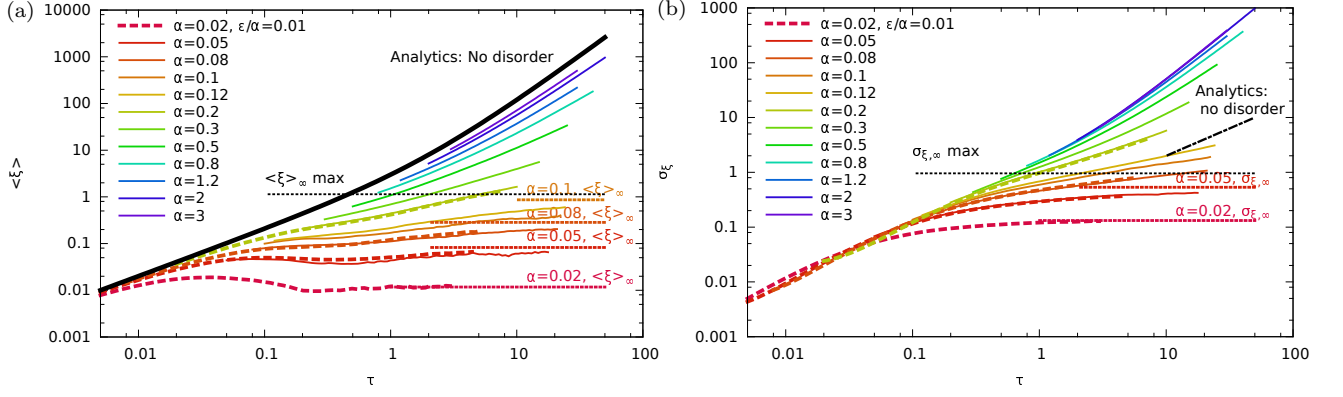 (a)
10000
1000
100
10
1
0.1
0.01
0.001
<ξ>
α=0.02, ε/α=0.01
α=0.05
α=0.08
α=0.1
α=0.12
α=0.2
α=0.3
α=0.5
α=0.8
α=1.2
α=2
α=3
Analytics: No disorder
<ξ>∞ max
α=0.1, <ξ>∞
α=0.08, <ξ>∞
α=0.05, <ξ>∞
α=0.02, <ξ>∞
0.01
0.1
1
10
100
τ
(b)
1000
100
10
1
0.1
0.01
0.001
σξ
α=0.02, ε/α=0.01
α=0.05
α=0.08
α=0.1
α=0.12
α=0.2
α=0.3
α=0.5
α=0.8
α=1.2
α=2
α=3
Analytics:
no disorder
σξ,∞ max
α=0.05, σξ,∞
α=0.02, σξ,∞
0.01
0.1
1
10
100
τ